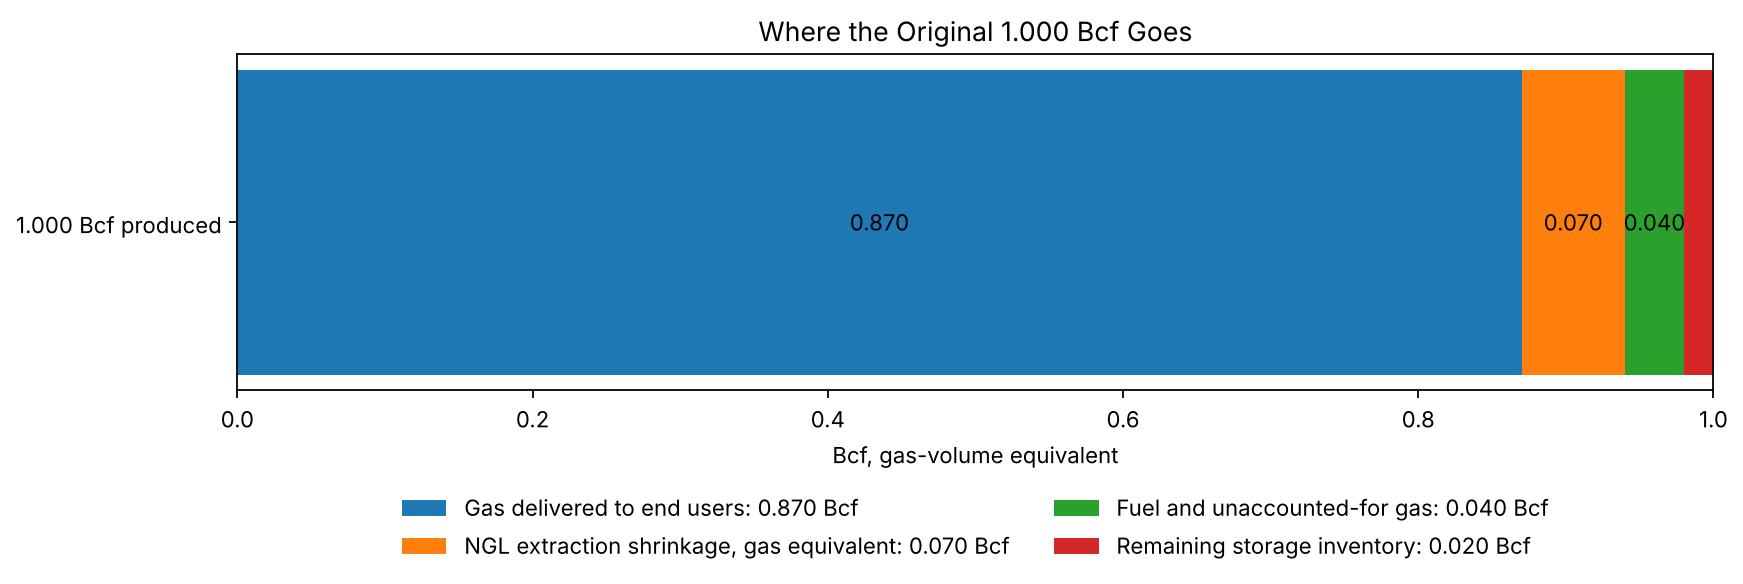 Where the Original 1.000 Bcf Goes
1.000 Bcf produced
0.870
0.070
0.040
0.0
0.2
0.4
0.6
0.8
1.0
Bcf, gas-volume equivalent
Gas delivered to end users: 0.870 Bcf
NGL extraction shrinkage, gas equivalent: 0.070 Bcf
Fuel and unaccounted-for gas: 0.040 Bcf
Remaining storage inventory: 0.020 Bcf